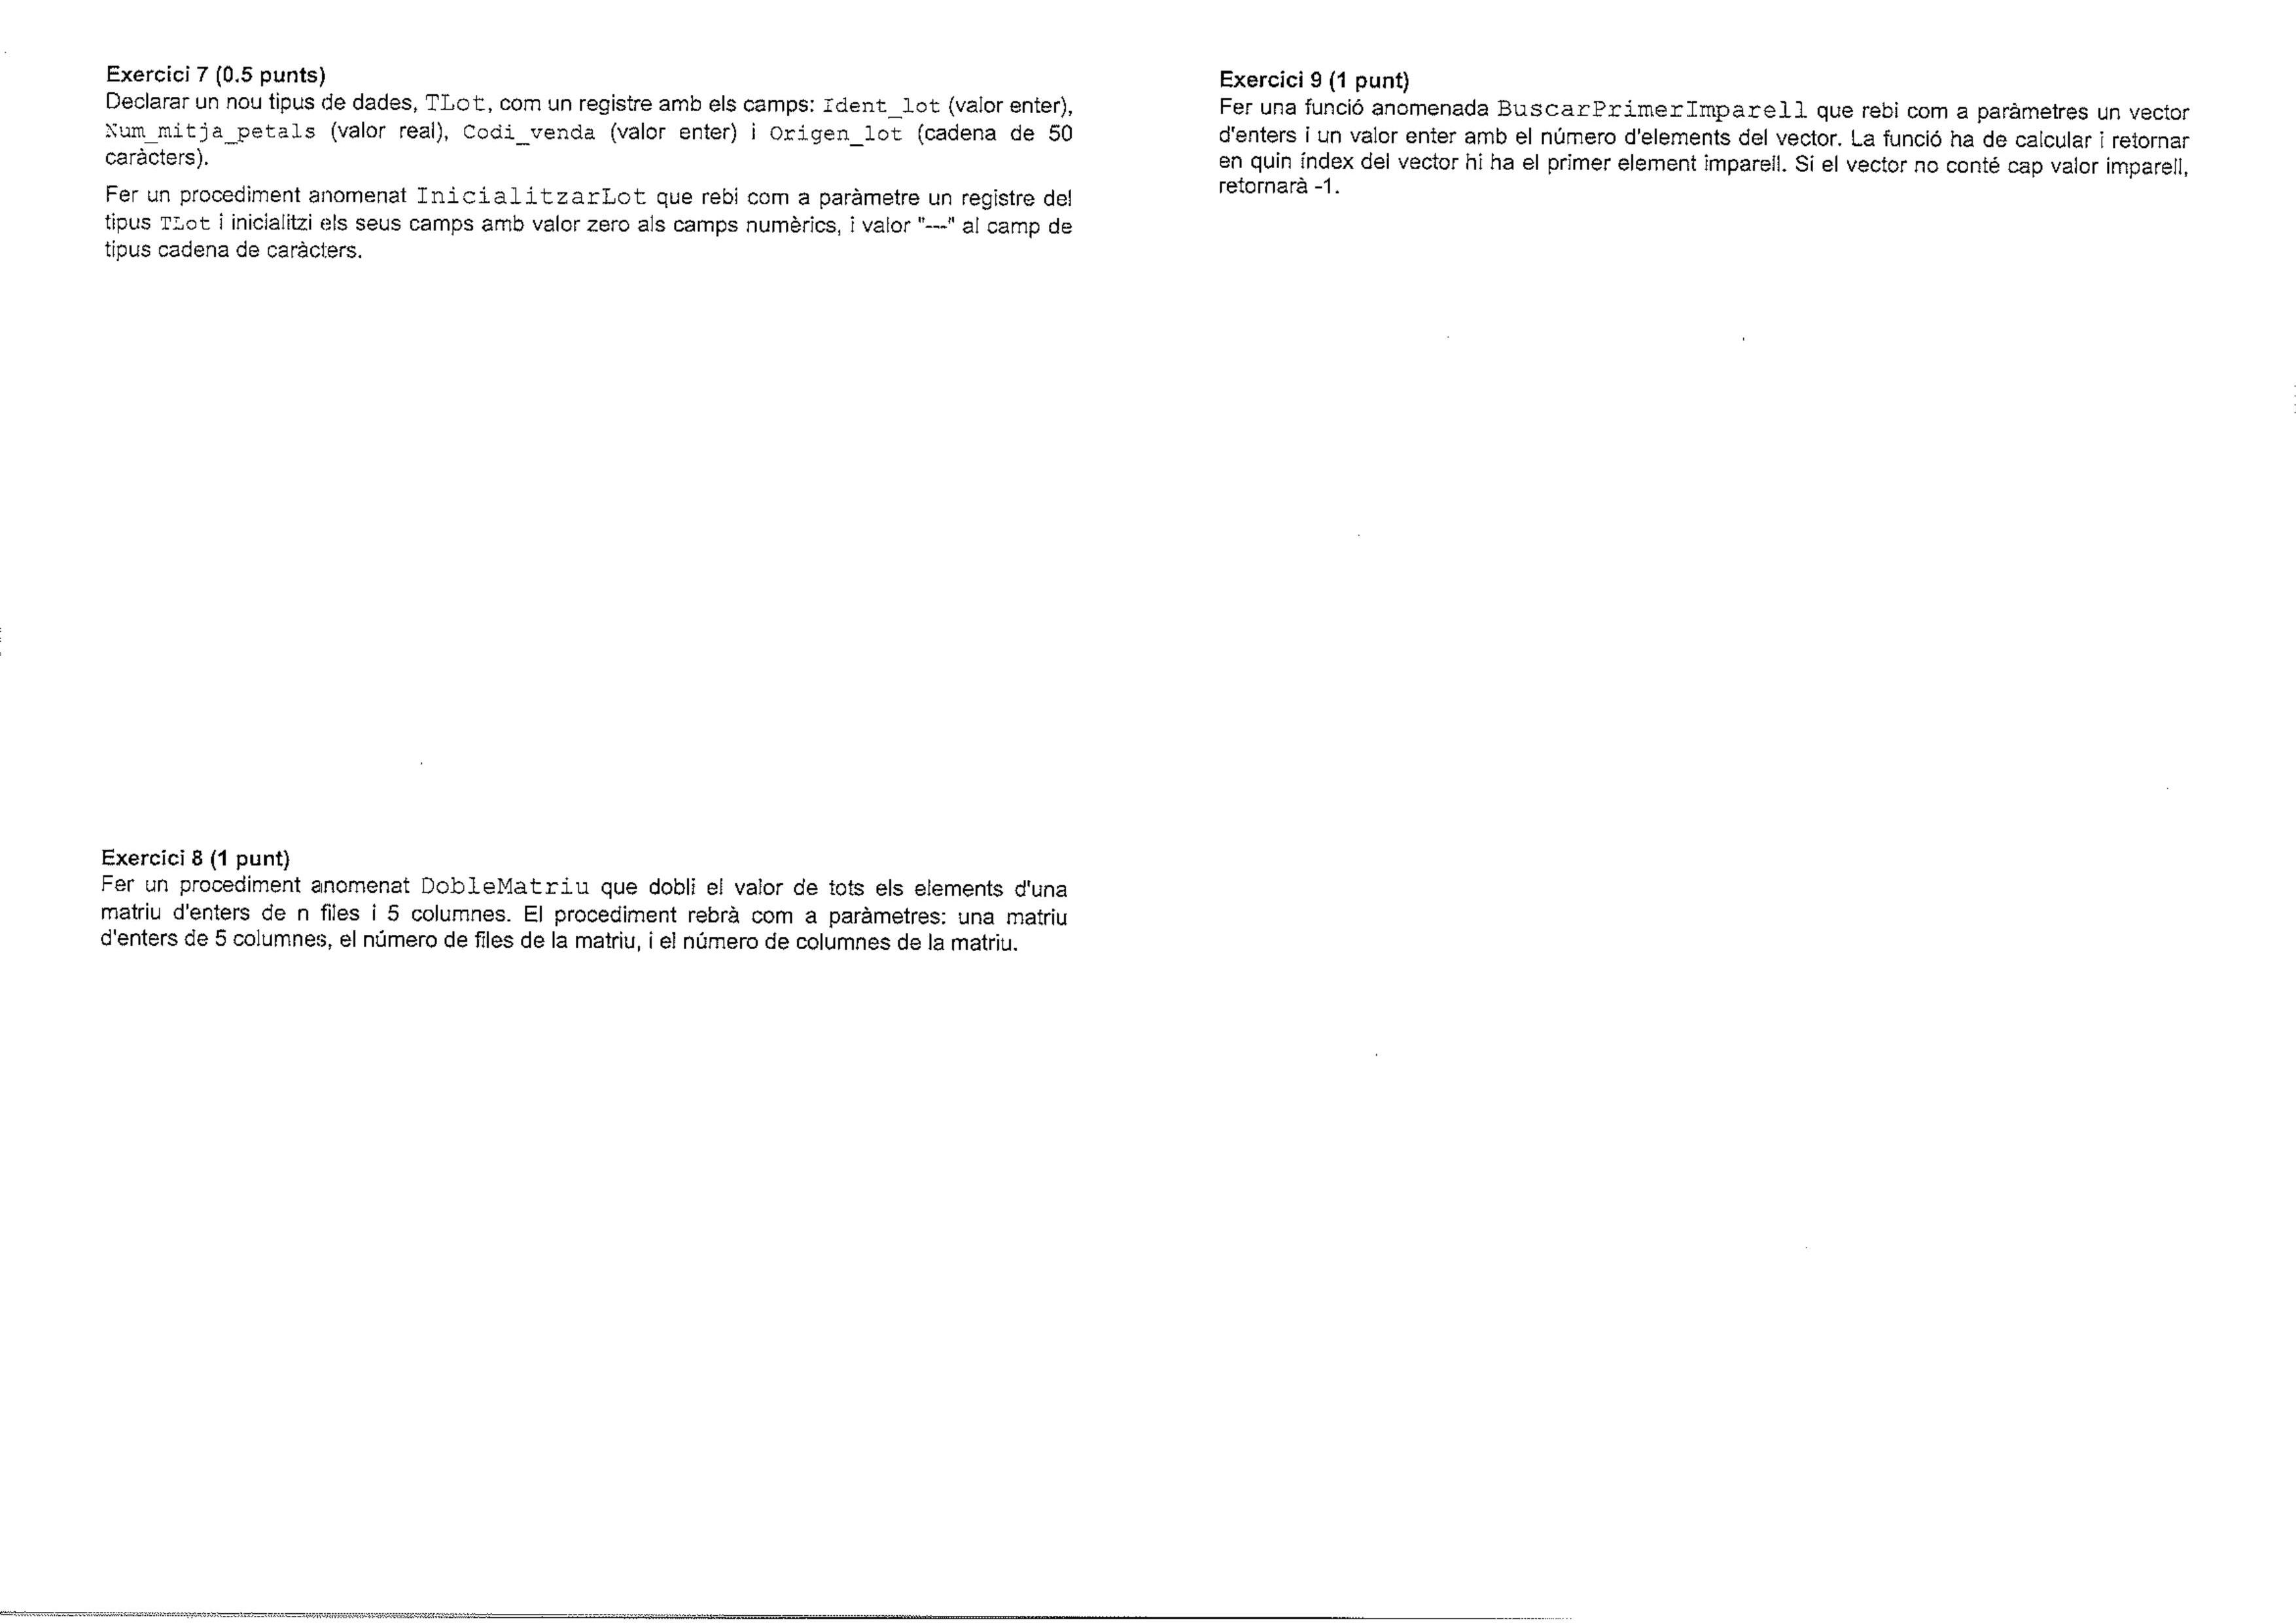 Exercici 7 (0.5 punts)
Declarar un nou tipus de dades, TLot, com un registre amb els camps: Ident_lot (valor enter),
Num_mitja_petals (valor real), Codi_venda (valor enter) i Origen_lot (cadena de 50
caràcters).
Fer un procediment anomenat InicialitzarLot que rebi com a paràmetre un registre del
tipus TLot i inicialitzi els seus camps amb valor zero als camps numèrics, i valor "---" al camp de
tipus cadena de caràcters.
Exercici 8 (1 punt)
Fer un procediment anomenat DobleMatriu que dobli el valor de tots els elements d'una
matriu d'enters de n files i 5 columnes. El procediment rebrà com a paràmetres: una matriu
d'enters de 5 columnes, el número de files de la matriu, i el número de columnes de la matriu.
Exercici 9 (1 punt)
Fer una funció anomenada BuscarPrimerImparell que rebi com a paràmetres un vector
d'enters i un valor enter amb el número d'elements del vector. La funció ha de calcular i retornar
en quin índex del vector hi ha el primer element imparell. Si el vector no conté cap valor imparell,
retornarà -1.